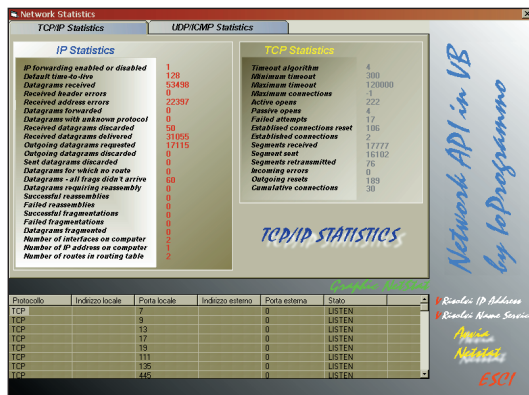 Network Statistics
TCP/IP Statistics
UDP/ICMP Statistics
IP Statistics
IP forwarding enabled or disabled 1
Default time-to-live 128
Datagrams received 53498
Received header errors 0
Received address errors 22397
Datagrams forwarded 0
Datagrams with unknown protocol 0
Received datagrams discarded 50
Received datagrams delivered 31055
Outgoing datagrams requested 17115
Outgoing datagrams discarded 0
Sent datagrams discarded 0
Datagrams for which no route 0
Datagrams - all frags didn't arrive 60
Datagrams requiring reassembly 0
Successful reassemblies 0
Failed reassemblies 0
Successful fragmentations 0
Failed fragmentations 0
Datagrams fragmented 0
Number of interfaces on computer 2
Number of IP address on computer 1
Number of routes in routing table 2
TCP Statistics
Timeout algorithm 4
Minimum timeout 300
Maximum timeout 120000
Maximum connections -1
Active opens 222
Passive opens 4
Failed attempts 17
Establised connections reset 106
Established connections 2
Segments received 17777
Segment sent 16102
Segments retransmitted 76
Incoming errors 0
Outgoing resets 189
Cumulative connections 30
TCP/IP STATISTICS
Network API in VB
by IoProgrammo
Graphic NetStat
Protocollo Indirizzo locale Porta locale Indirizzo esterno Porta esterna Stato
TCP 7 0 LISTEN
TCP 9 0 LISTEN
TCP 13 0 LISTEN
TCP 17 0 LISTEN
TCP 19 0 LISTEN
TCP 111 0 LISTEN
TCP 135 0 LISTEN
TCP 445 0 LISTEN
Risolvi IP Address
Risolvi Name Servic
Avvia
Netstat
ESCI